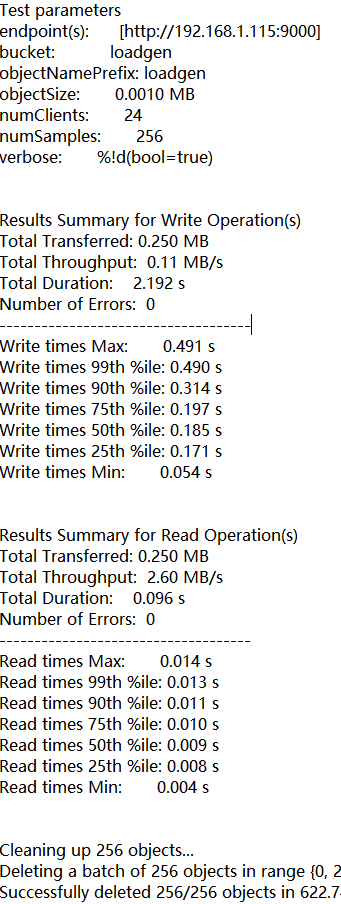 Test parameters
endpoint(s): [http://192.168.1.115:9000]
bucket: loadgen
objectNamePrefix: loadgen
objectSize: 0.0010 MB
numClients: 24
numSamples: 256
verbose: %!d(bool=true)
Results Summary for Write Operation(s)
Total Transferred: 0.250 MB
Total Throughput: 0.11 MB/s
Total Duration: 2.192 s
Number of Errors: 0
------------------------------------
Write times Max: 0.491 s
Write times 99th %ile: 0.490 s
Write times 90th %ile: 0.314 s
Write times 75th %ile: 0.197 s
Write times 50th %ile: 0.185 s
Write times 25th %ile: 0.171 s
Write times Min: 0.054 s
Results Summary for Read Operation(s)
Total Transferred: 0.250 MB
Total Throughput: 2.60 MB/s
Total Duration: 0.096 s
Number of Errors: 0
------------------------------------
Read times Max: 0.014 s
Read times 99th %ile: 0.013 s
Read times 90th %ile: 0.011 s
Read times 75th %ile: 0.010 s
Read times 50th %ile: 0.009 s
Read times 25th %ile: 0.008 s
Read times Min: 0.004 s
Cleaning up 256 objects...
Deleting a batch of 256 objects in range {0, 2
Successfully deleted 256/256 objects in 622.7